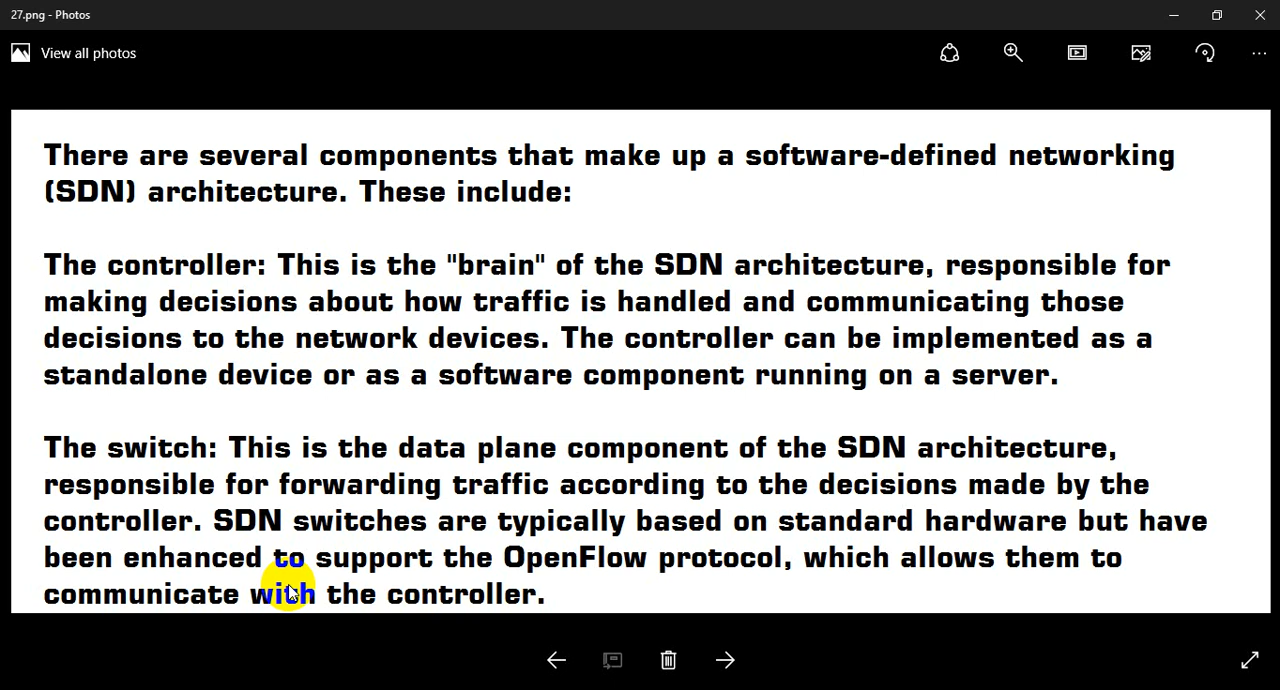 27.png - Photos
View all photos
There are several components that make up a software-defined networking
(SDN) architecture. These include:
The controller: This is the "brain" of the SDN architecture, responsible for
making decisions about how traffic is handled and communicating those
decisions to the network devices. The controller can be implemented as a
standalone device or as a software component running on a server.
The switch: This is the data plane component of the SDN architecture,
responsible for forwarding traffic according to the decisions made by the
controller. SDN switches are typically based on standard hardware but have
been enhanced to support the OpenFlow protocol, which allows them to
communicate with the controller.